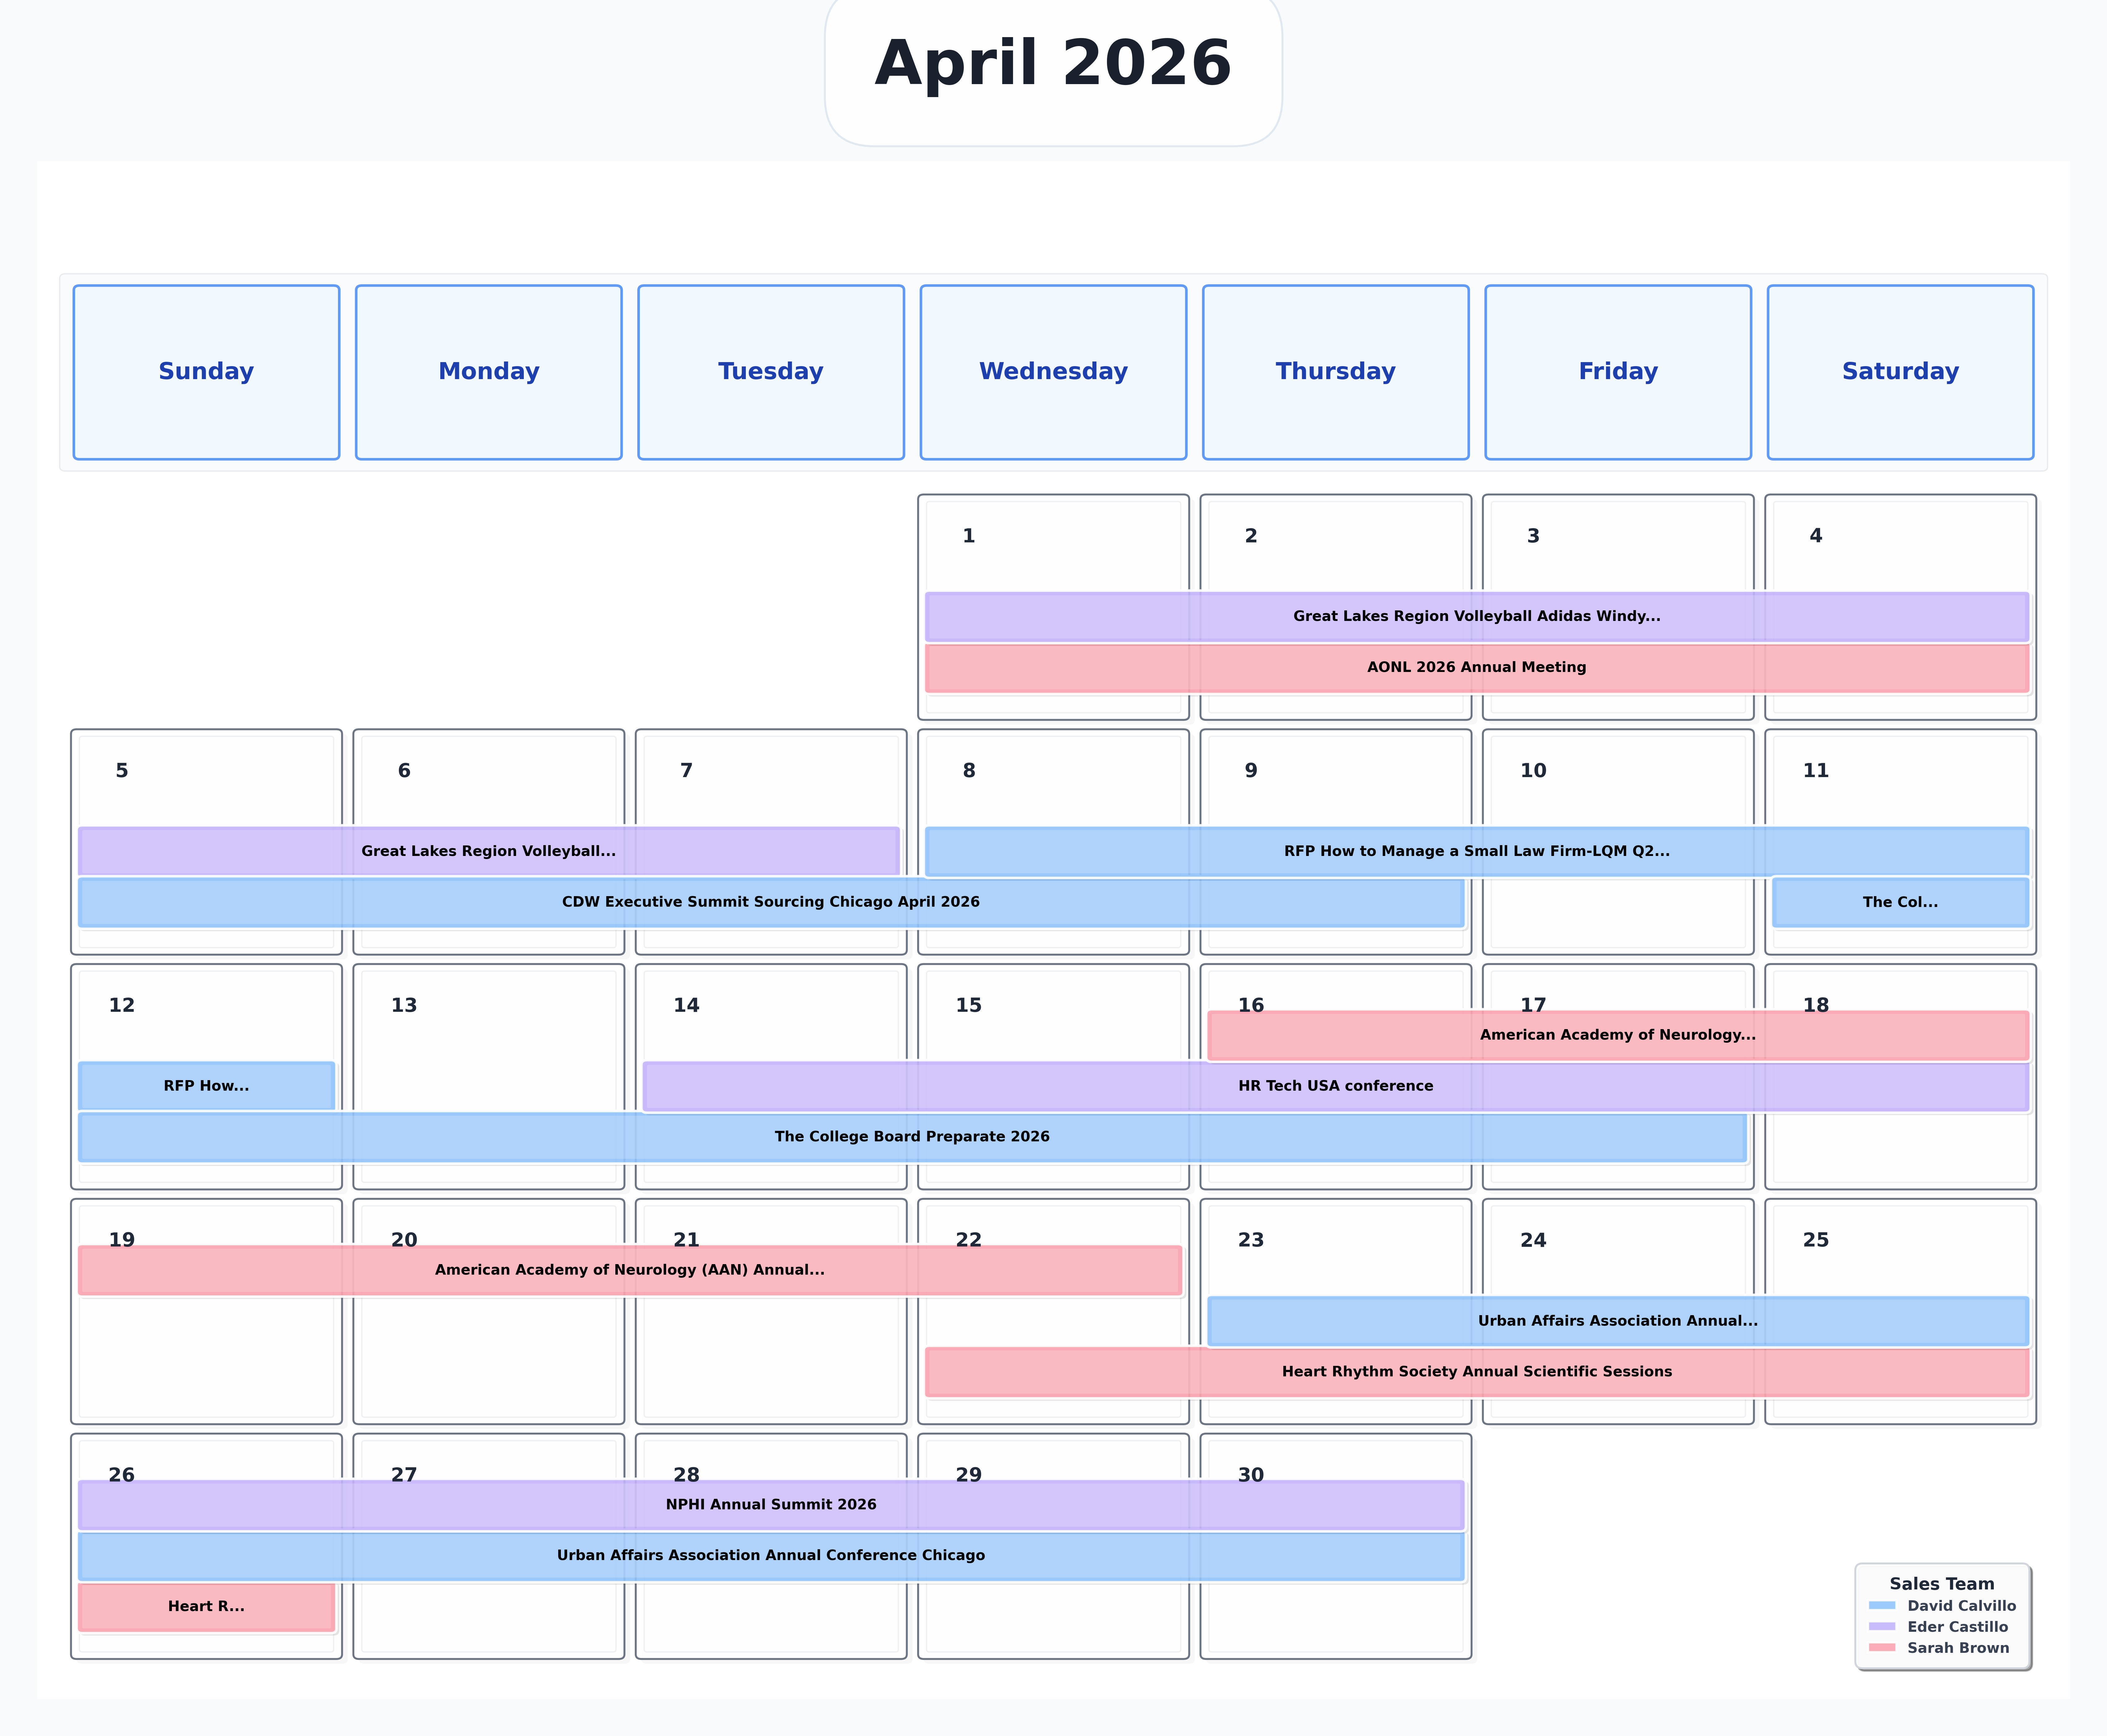 April 2026
Sunday
Monday
Tuesday
Wednesday
Thursday
Friday
Saturday
1
2
3
4
Great Lakes Region Volleyball Adidas Windy...
AONL 2026 Annual Meeting
5
6
7
8
9
10
11
Great Lakes Region Volleyball...
RFP How to Manage a Small Law Firm-LQM Q2...
CDW Executive Summit Sourcing Chicago April 2026
The Col...
12
13
14
15
16
17
18
American Academy of Neurology...
RFP How...
HR Tech USA conference
The College Board Preparate 2026
19
20
21
22
23
24
25
American Academy of Neurology (AAN) Annual...
Urban Affairs Association Annual...
Heart Rhythm Society Annual Scientific Sessions
26
27
28
29
30
NPHI Annual Summit 2026
Urban Affairs Association Annual Conference Chicago
Heart R...
Sales Team
David Calvillo
Eder Castillo
Sarah Brown